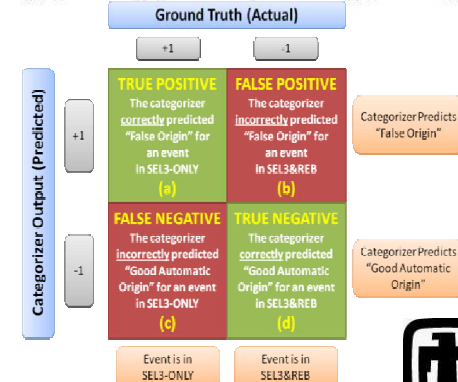 Ground Truth (Actual)
+1
-1
Categorizer Output (Predicted)
+1
TRUE POSITIVE
The categorizer
correctly predicted
"False Origin" for
an event
in SEL3-ONLY
(a)
FALSE POSITIVE
The categorizer
incorrectly predicted
"False Origin" for
an event in
SEL3&REB
(b)
Categorizer Predicts
"False Origin"
-1
FALSE NEGATIVE
The categorizer
incorrectly predicted
"Good Automatic
Origin" for an event
in SEL3-ONLY
(c)
TRUE NEGATIVE
The categorizer
correctly predicted
"Good Automatic
Origin" for an event
in SEL3&REB
(d)
Categorizer Predicts
"Good Automatic
Origin"
Event is in
SEL3-ONLY
Event is in
SEL3&REB